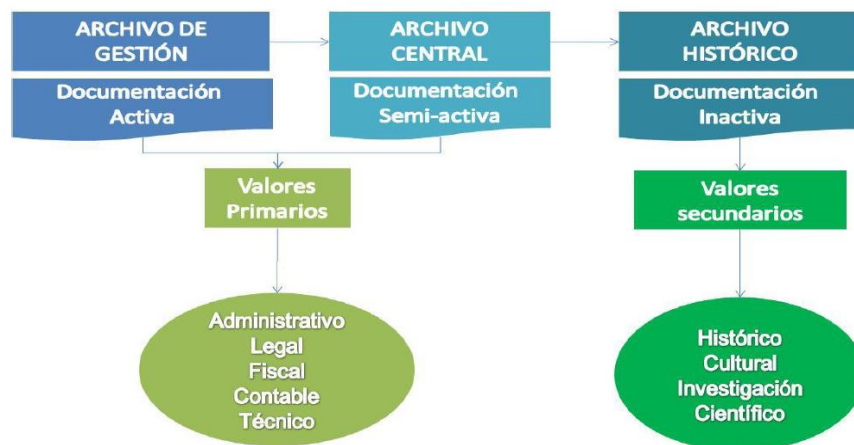 ARCHIVO DE
GESTIÓN
ARCHIVO
CENTRAL
ARCHIVO
HISTÓRICO
Documentación
Activa
Documentación
Semi-activa
Documentación
Inactiva
Valores
Primarios
Valores
secundarios
Administrativo
Legal
Fiscal
Contable
Técnico
Histórico
Cultural
Investigación
Científico